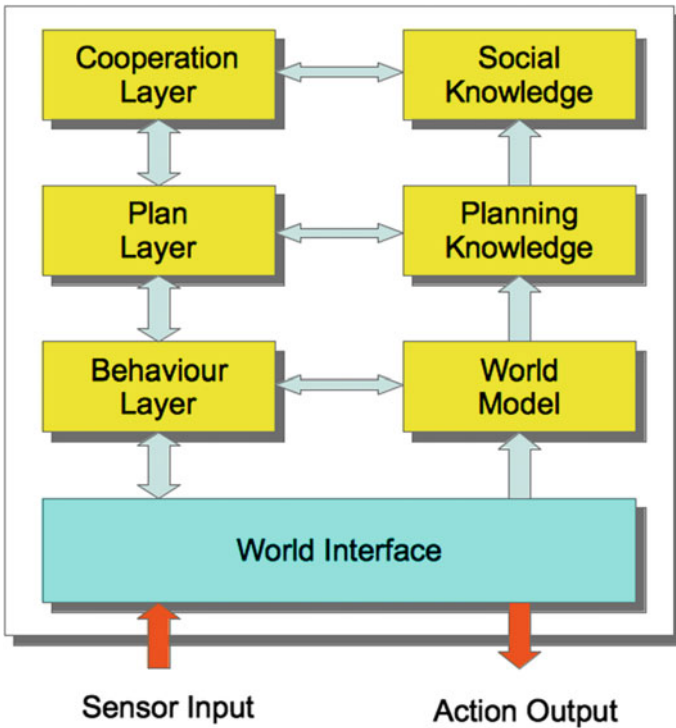 Cooperation
Layer
Social
Knowledge
Plan
Layer
Planning
Knowledge
Behaviour
Layer
World
Model
World Interface
Sensor Input
Action Output